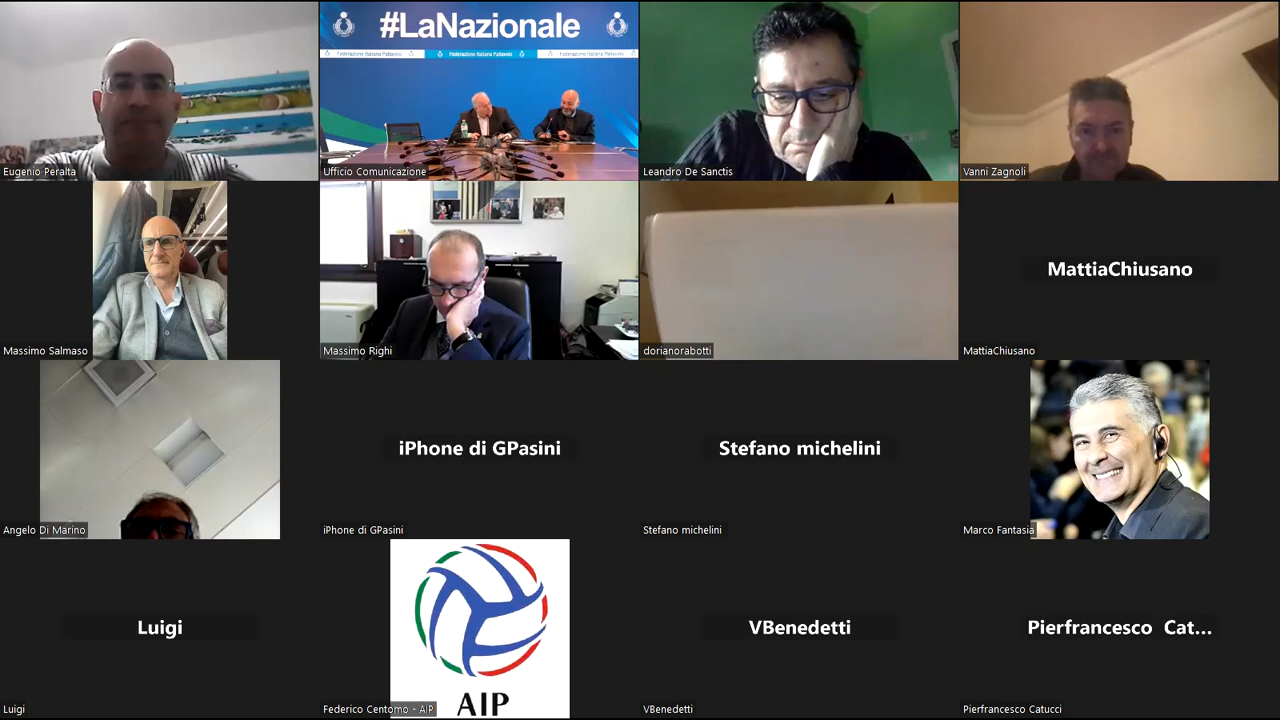 #LaNazionale
Federazione Italiana Pallavolo
Federazione Italiana Pallavolo
Federazione Italiana Pallavolo
Eugenio Peralta
Ufficio Comunicazione
Leandro De Sanctis
Vanni Zagnoli
MattiaChiusano
Massimo Salmaso
Massimo Righi
dorianorabotti
MattiaChiusano
iPhone di GPasini
Stefano michelini
Angelo Di Marino
iPhone di GPasini
Stefano michelini
Marco Fantasia
Luigi
VBenedetti
Pierfrancesco Cat...
AIP
Luigi
Federico Centomo - AIP
VBenedetti
Pierfrancesco Catucci